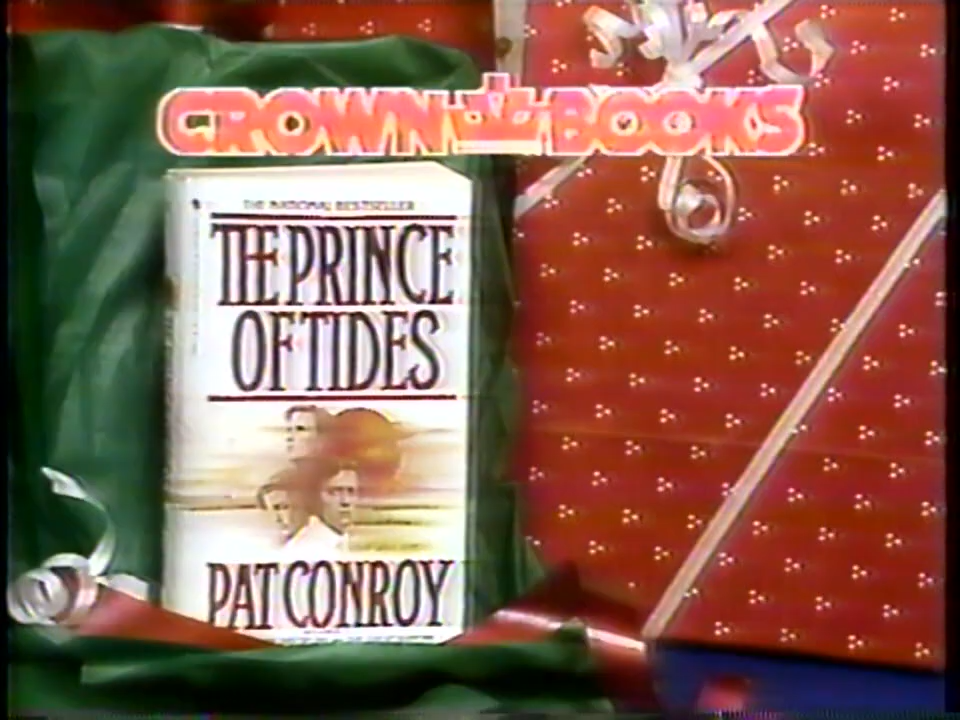 CROWN BOOKS
THE NATIONAL BESTSELLER
THE PRINCE
OF TIDES
PAT CONROY